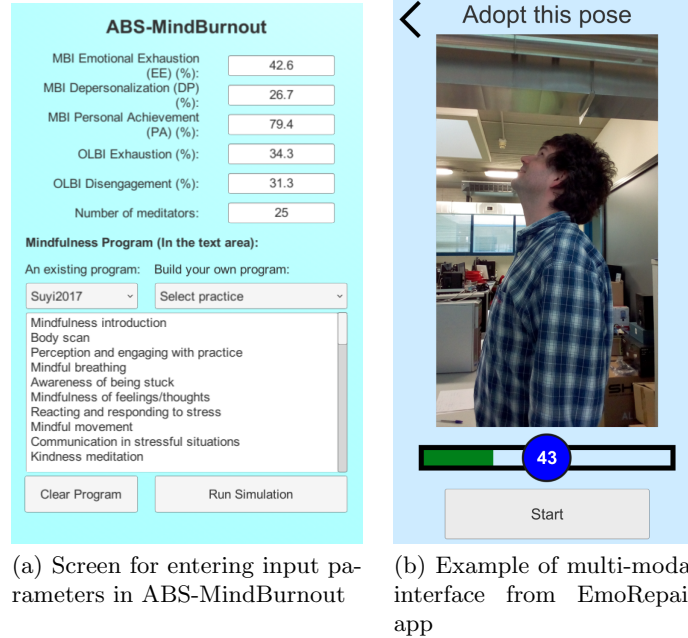 ABS-MindBurnout
MBI Emotional Exhaustion
(EE) (%):
42.6
MBI Depersonalization (DP)
(%):
26.7
MBI Personal Achievement
(PA) (%):
79.4
OLBI Exhaustion (%):
34.3
OLBI Disengagement (%):
31.3
Number of meditators:
25
Mindfulness Program (In the text area):
An existing program:
Build your own program:
Suyi2017
Select practice
Mindfulness introduction
Body scan
Perception and engaging with practice
Mindful breathing
Awareness of being stuck
Mindfulness of feelings/thoughts
Reacting and responding to stress
Mindful movement
Communication in stressful situations
Kindness meditation
Clear Program
Run Simulation
(a) Screen for entering input pa-
rameters in ABS-MindBurnout
Adopt this pose
43
Start
(b) Example of multi-moda
interface from EmoRepai
app